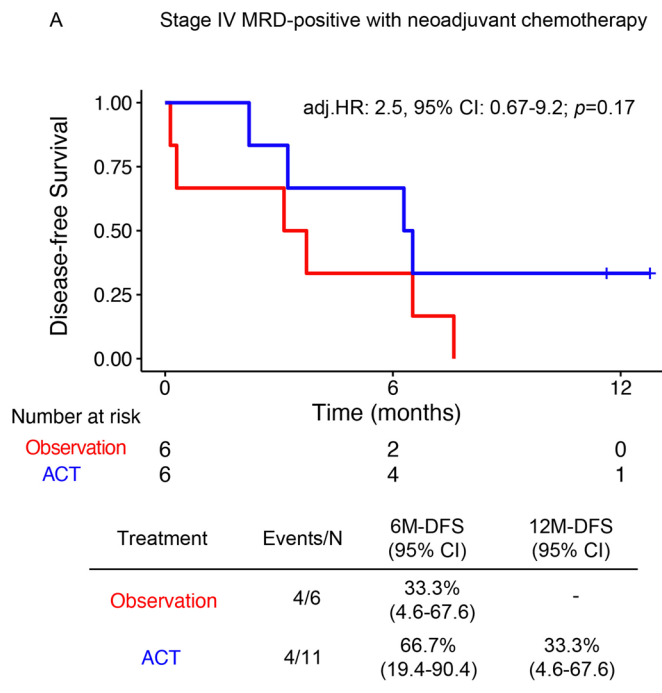 A Stage IV MRD-positive with neoadjuvant chemotherapy
adj.HR: 2.5, 95% CI: 0.67-9.2; p=0.17
Disease-free Survival
1.00
0.75
0.50
0.25
0.00
0 6 12
Time (months)
Number at risk
Observation 6 2 0
ACT 6 4 1
Treatment Events/N 6M-DFS (95% CI) 12M-DFS (95% CI)
Observation 4/6 33.3% (4.6-67.6) -
ACT 4/11 66.7% (19.4-90.4) 33.3% (4.6-67.6)